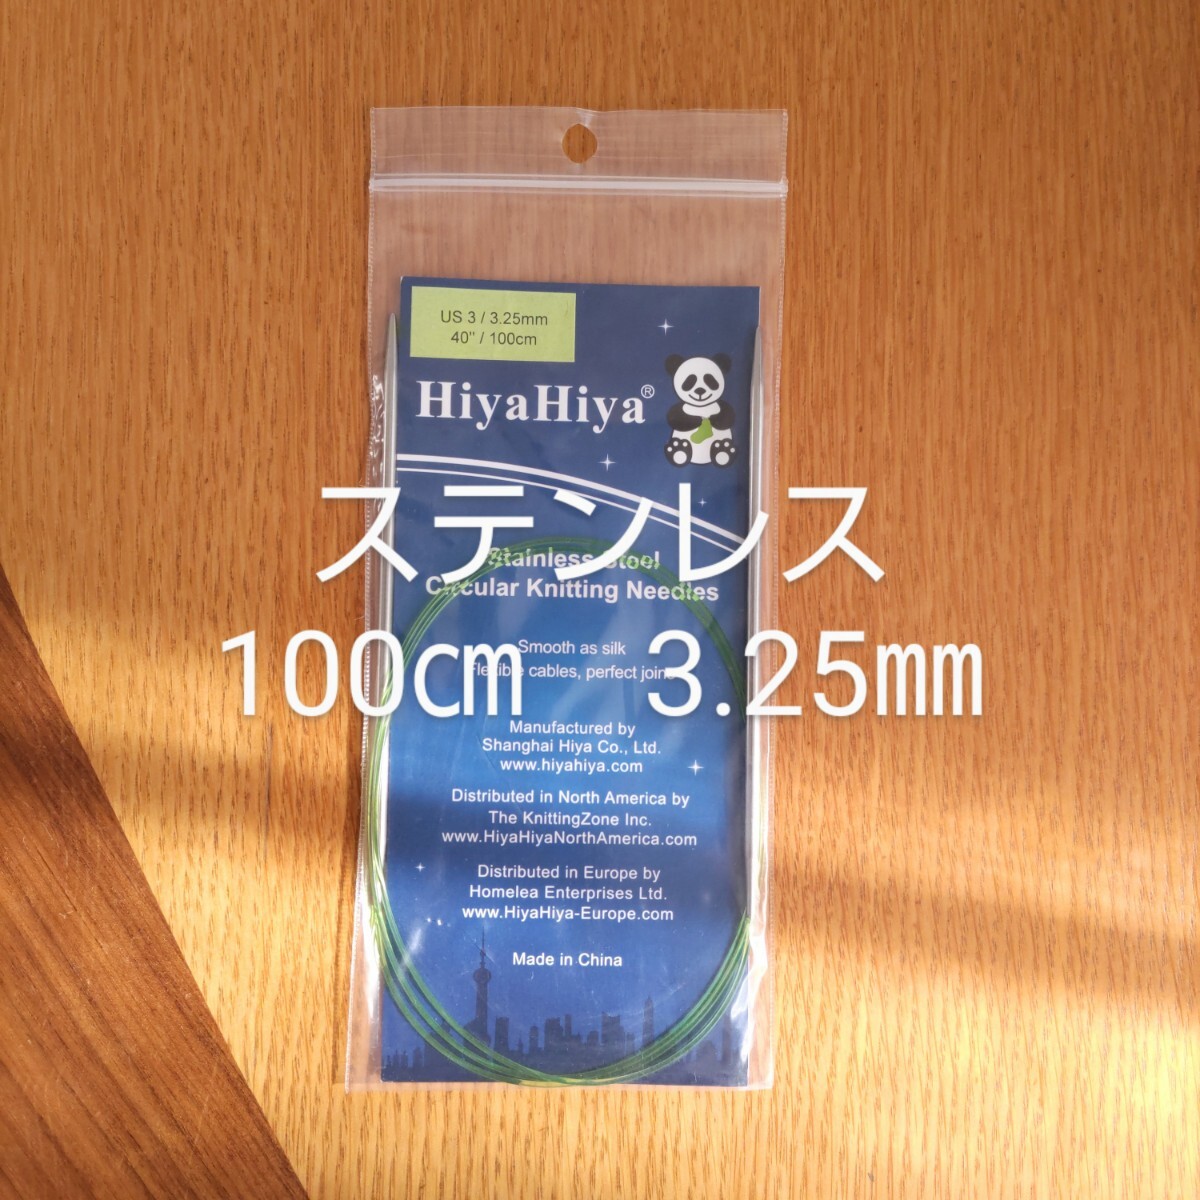 US 3 / 3.25mm
40" / 100cm
HiyaHiya®
ステンレス
Stainless Steel
Circular Knitting Needles
100㎝ 3.25㎜
Smooth as silk
Flexible cables, perfect joins
Manufactured by
Shanghai Hiya Co., Ltd.
www.hiyahiya.com
Distributed in North America by
The KnittingZone Inc.
www.HiyaHiyaNorthAmerica.com
Distributed in Europe by
Homelea Enterprises Ltd.
www.HiyaHiya-Europe.com
Made in China